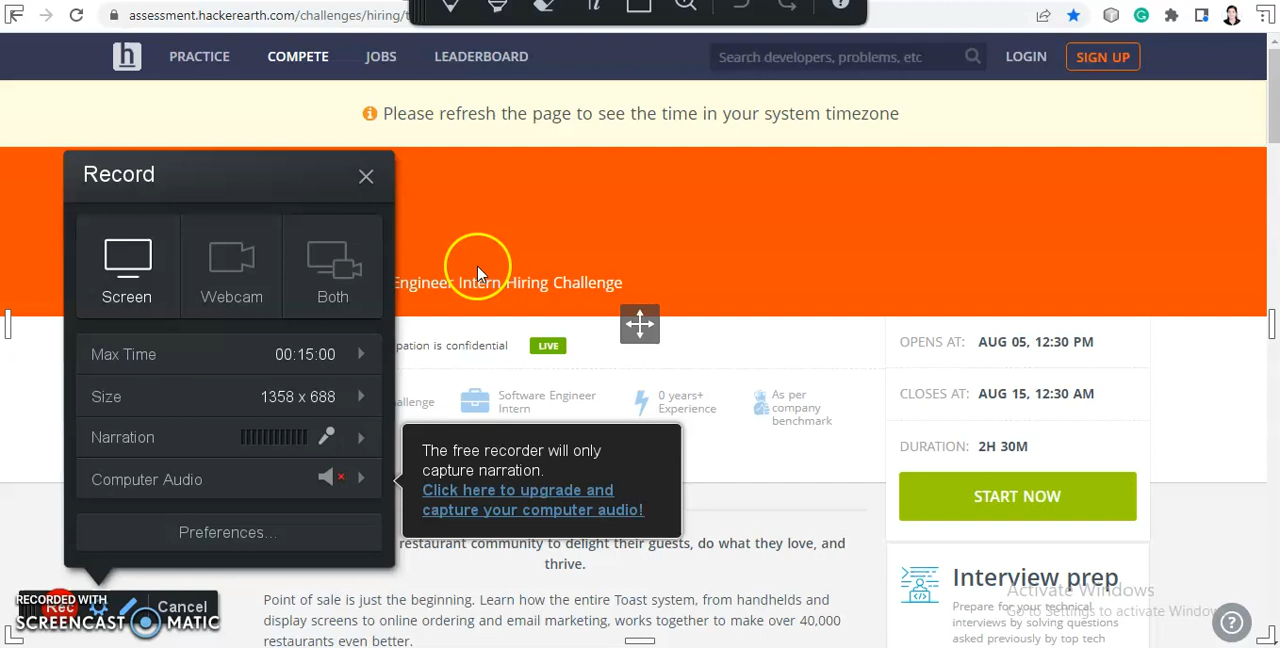 assessment.hackerearth.com/challenges/hiring/t
h
PRACTICE
COMPETE
JOBS
LEADERBOARD
Search developers, problems, etc
LOGIN
SIGN UP
Please refresh the page to see the time in your system timezone
Record
Screen
Webcam
Both
Max Time 00:15:00
Size 1358 x 688
Narration
Computer Audio
Preferences...
Engineer Intern Hiring Challenge
pation is confidential
LIVE
allenge
Software Engineer
Intern
0 years+
Experience
As per
company
benchmark
The free recorder will only
capture narration.
Click here to upgrade and
capture your computer audio!
OPENS AT: AUG 05, 12:30 PM
CLOSES AT: AUG 15, 12:30 AM
DURATION: 2H 30M
START NOW
restaurant community to delight their guests, do what they love, and
thrive.
Point of sale is just the beginning. Learn how the entire Toast system, from handhelds and
display screens to online ordering and email marketing, works together to make over 40,000
restaurants even better.
Interview prep
Prepare for your technical
interviews by solving questions
asked previously by top tech
Activate Windows
Go to Settings to activate Window
Rec
Cancel
RECORDED WITH
SCREENCAST MATIC